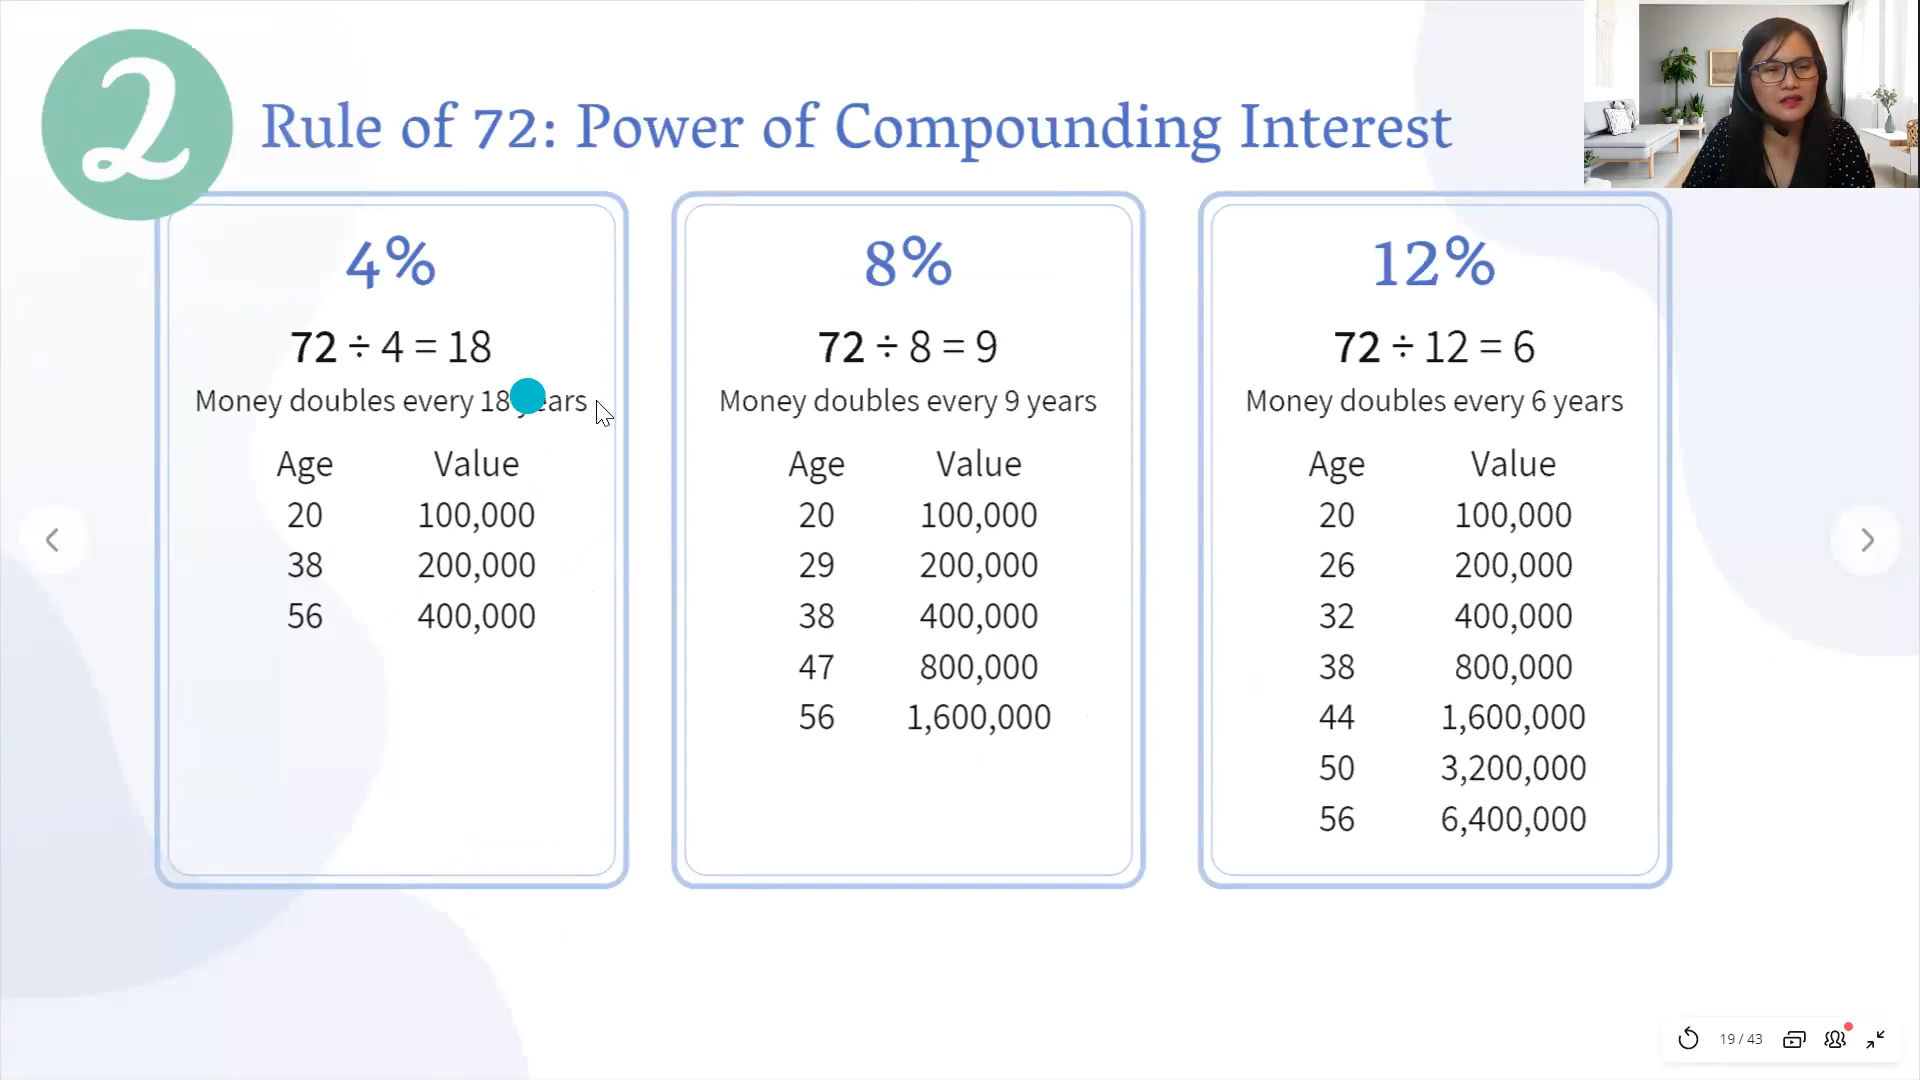 2
Rule of 72: Power of Compounding Interest
4%
72 ÷ 4 = 18
Money doubles every 18 years
Age Value
20 100,000
38 200,000
56 400,000
8%
72 ÷ 8 = 9
Money doubles every 9 years
Age Value
20 100,000
29 200,000
38 400,000
47 800,000
56 1,600,000
12%
72 ÷ 12 = 6
Money doubles every 6 years
Age Value
20 100,000
26 200,000
32 400,000
38 800,000
44 1,600,000
50 3,200,000
56 6,400,000
19 / 43